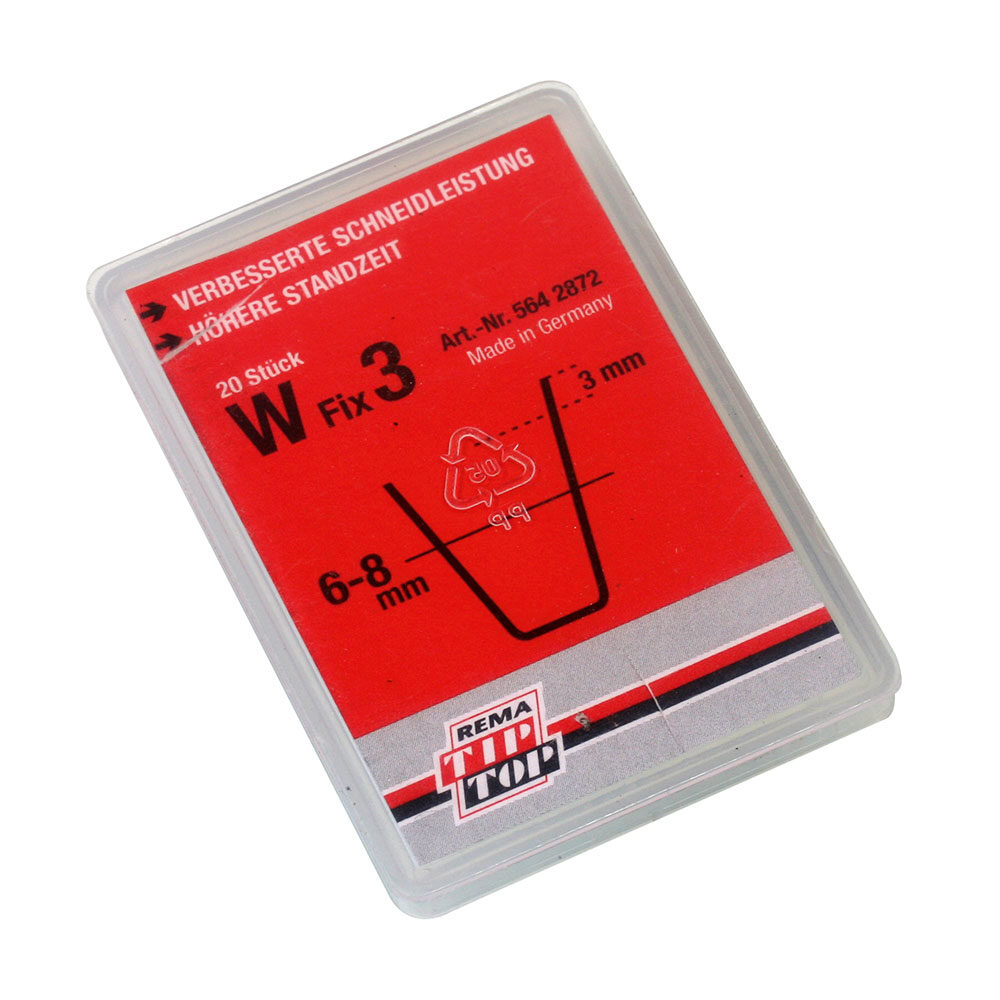 VERBESSERTE SCHNEIDLEISTUNG
HÖHERE STANDZEIT
20 Stück
W Fix 3
Art.-Nr. 564 2872
Made in Germany
3 mm
05
PP
6-8
mm
REMA
TIP
TOP